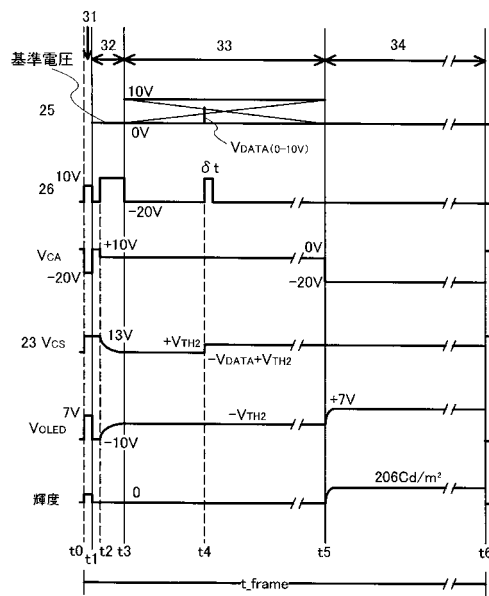 31
32 33 34
基準電圧
10V
25
0V
VDATA(0-10V)
δt
26 10V
-20V
VCA +10V 0V
-20V -20V
23 VCS 13V +VTH2
-VDATA+VTH2
7V +7V
VOLED -VTH2
-10V
206Cd/m²
輝度 0
t0 t1 t2 t3 t4 t5 t6
t_frame